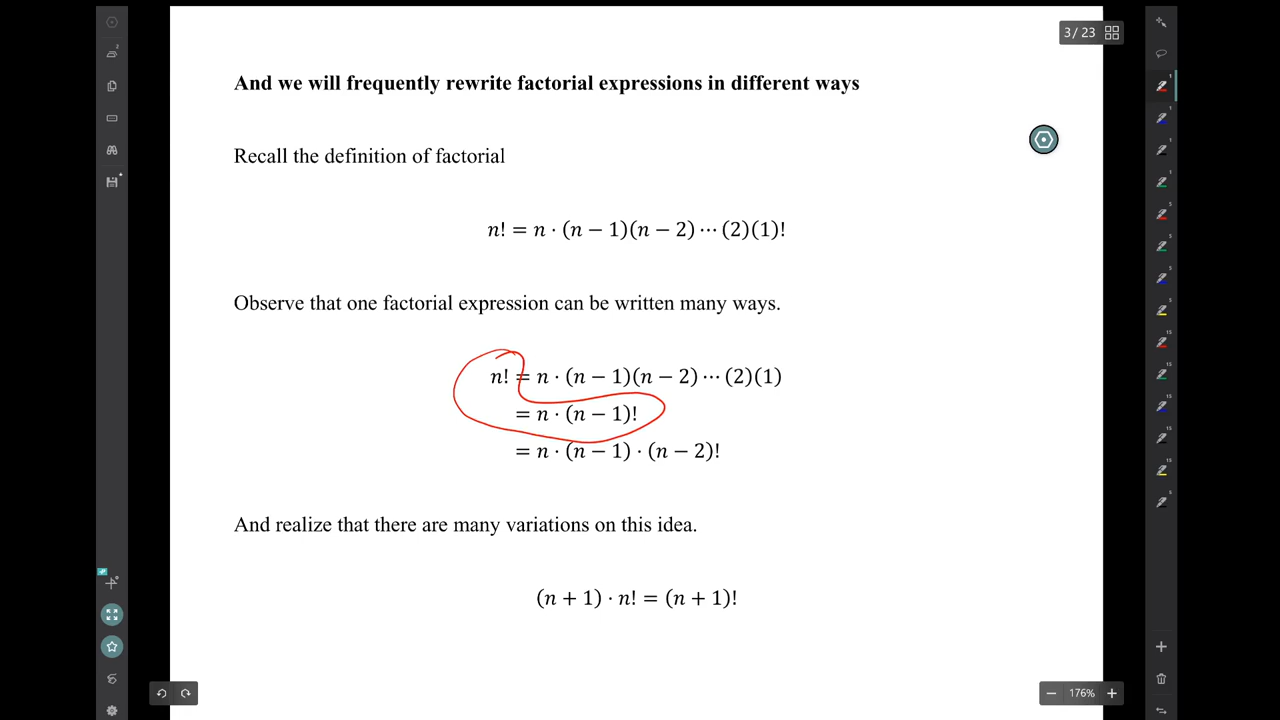 3 / 23
And we will frequently rewrite factorial expressions in different ways
Recall the definition of factorial
n! = n · (n − 1)(n − 2) ⋯ (2)(1)!
Observe that one factorial expression can be written many ways.
n! = n · (n − 1)(n − 2) ⋯ (2)(1)
= n · (n − 1)!
= n · (n − 1) · (n − 2)!
And realize that there are many variations on this idea.
(n + 1) · n! = (n + 1)!
176%